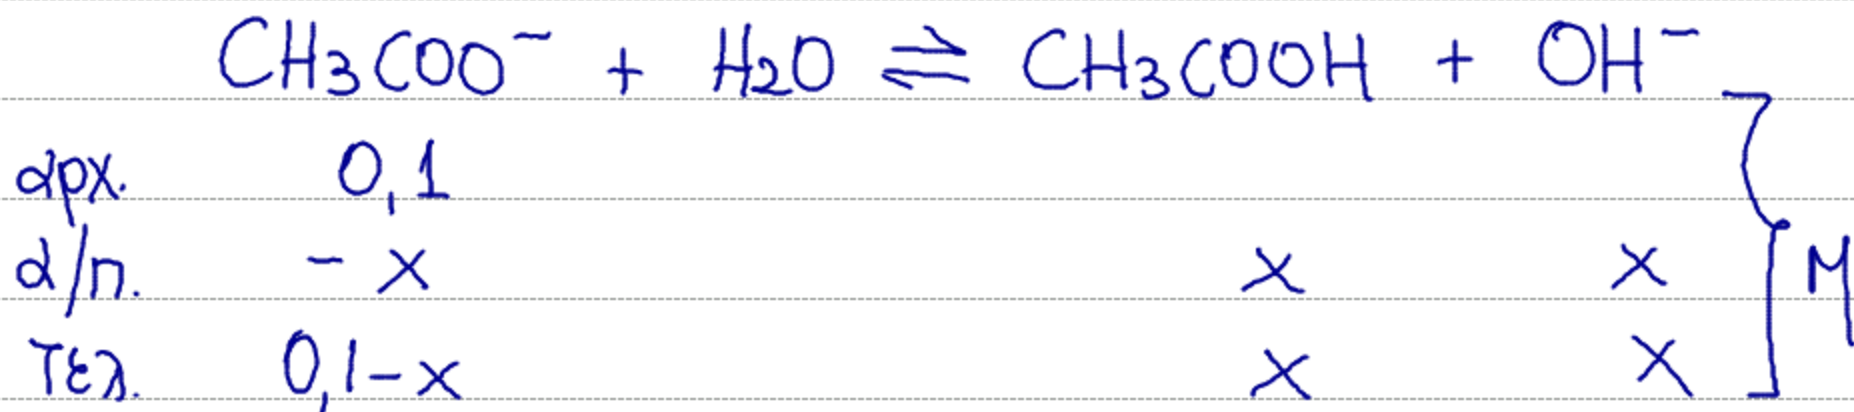 CH3COO⁻ + H2O ⇌ CH3COOH + OH⁻
αρχ. 0,1
α/π. - x x x M
τελ. 0,1-x x x